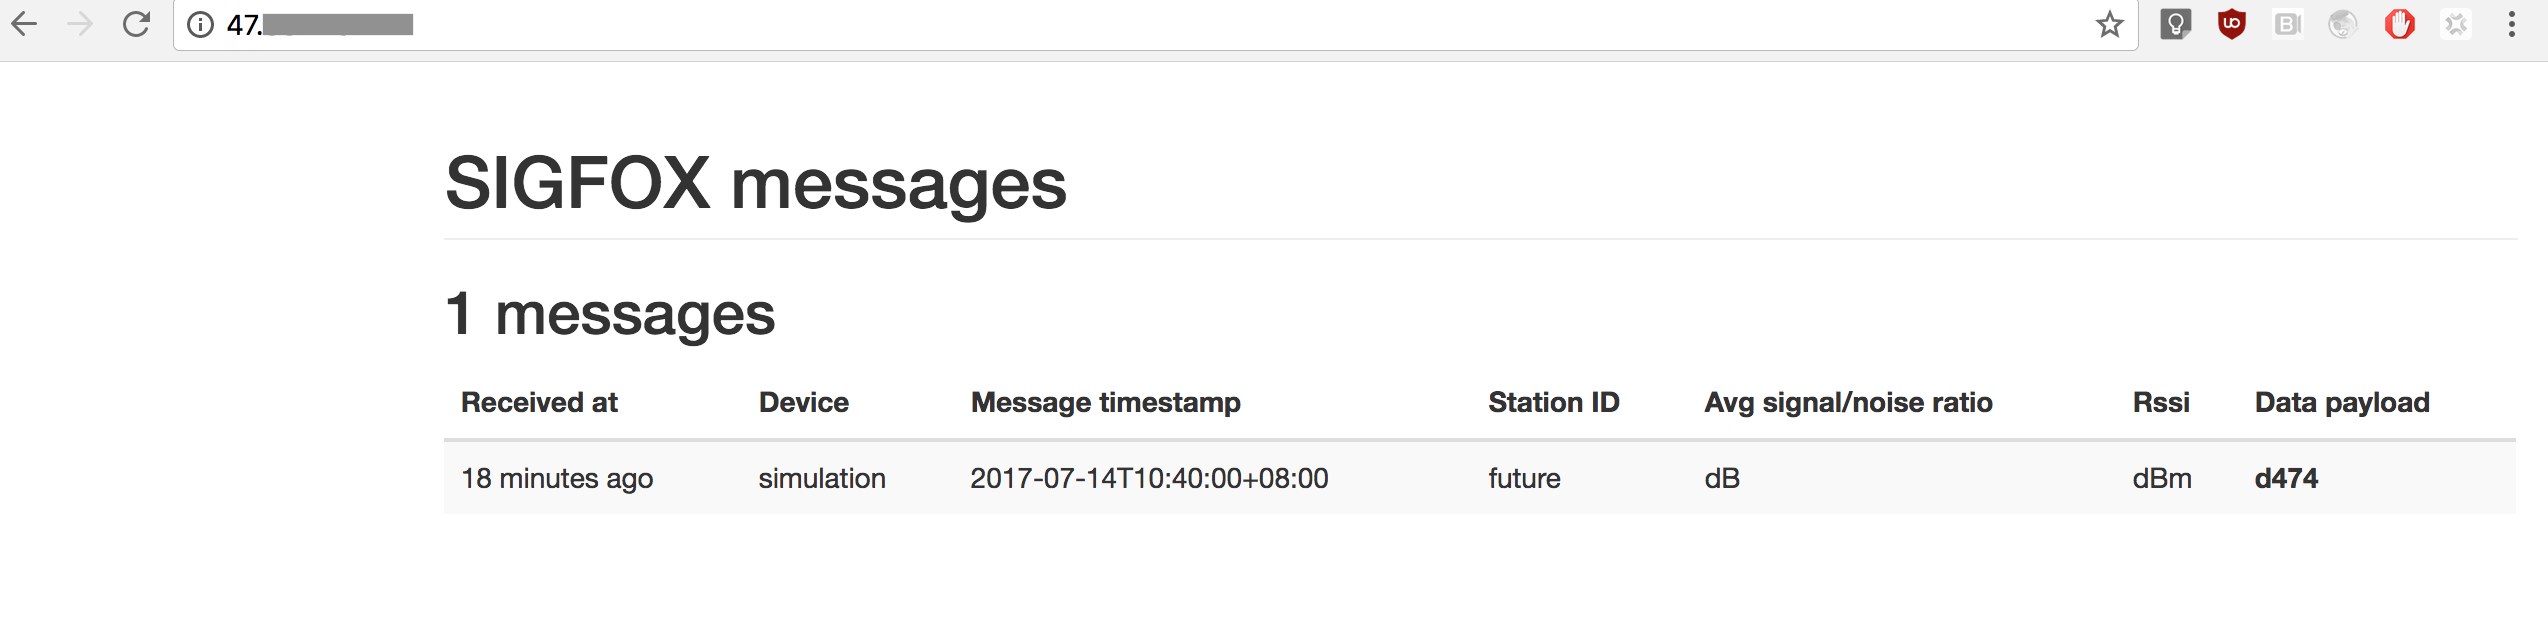 47.
SIGFOX messages
1 messages
Received at Device Message timestamp Station ID Avg signal/noise ratio Rssi Data payload
18 minutes ago simulation 2017-07-14T10:40:00+08:00 future dB dBm d474